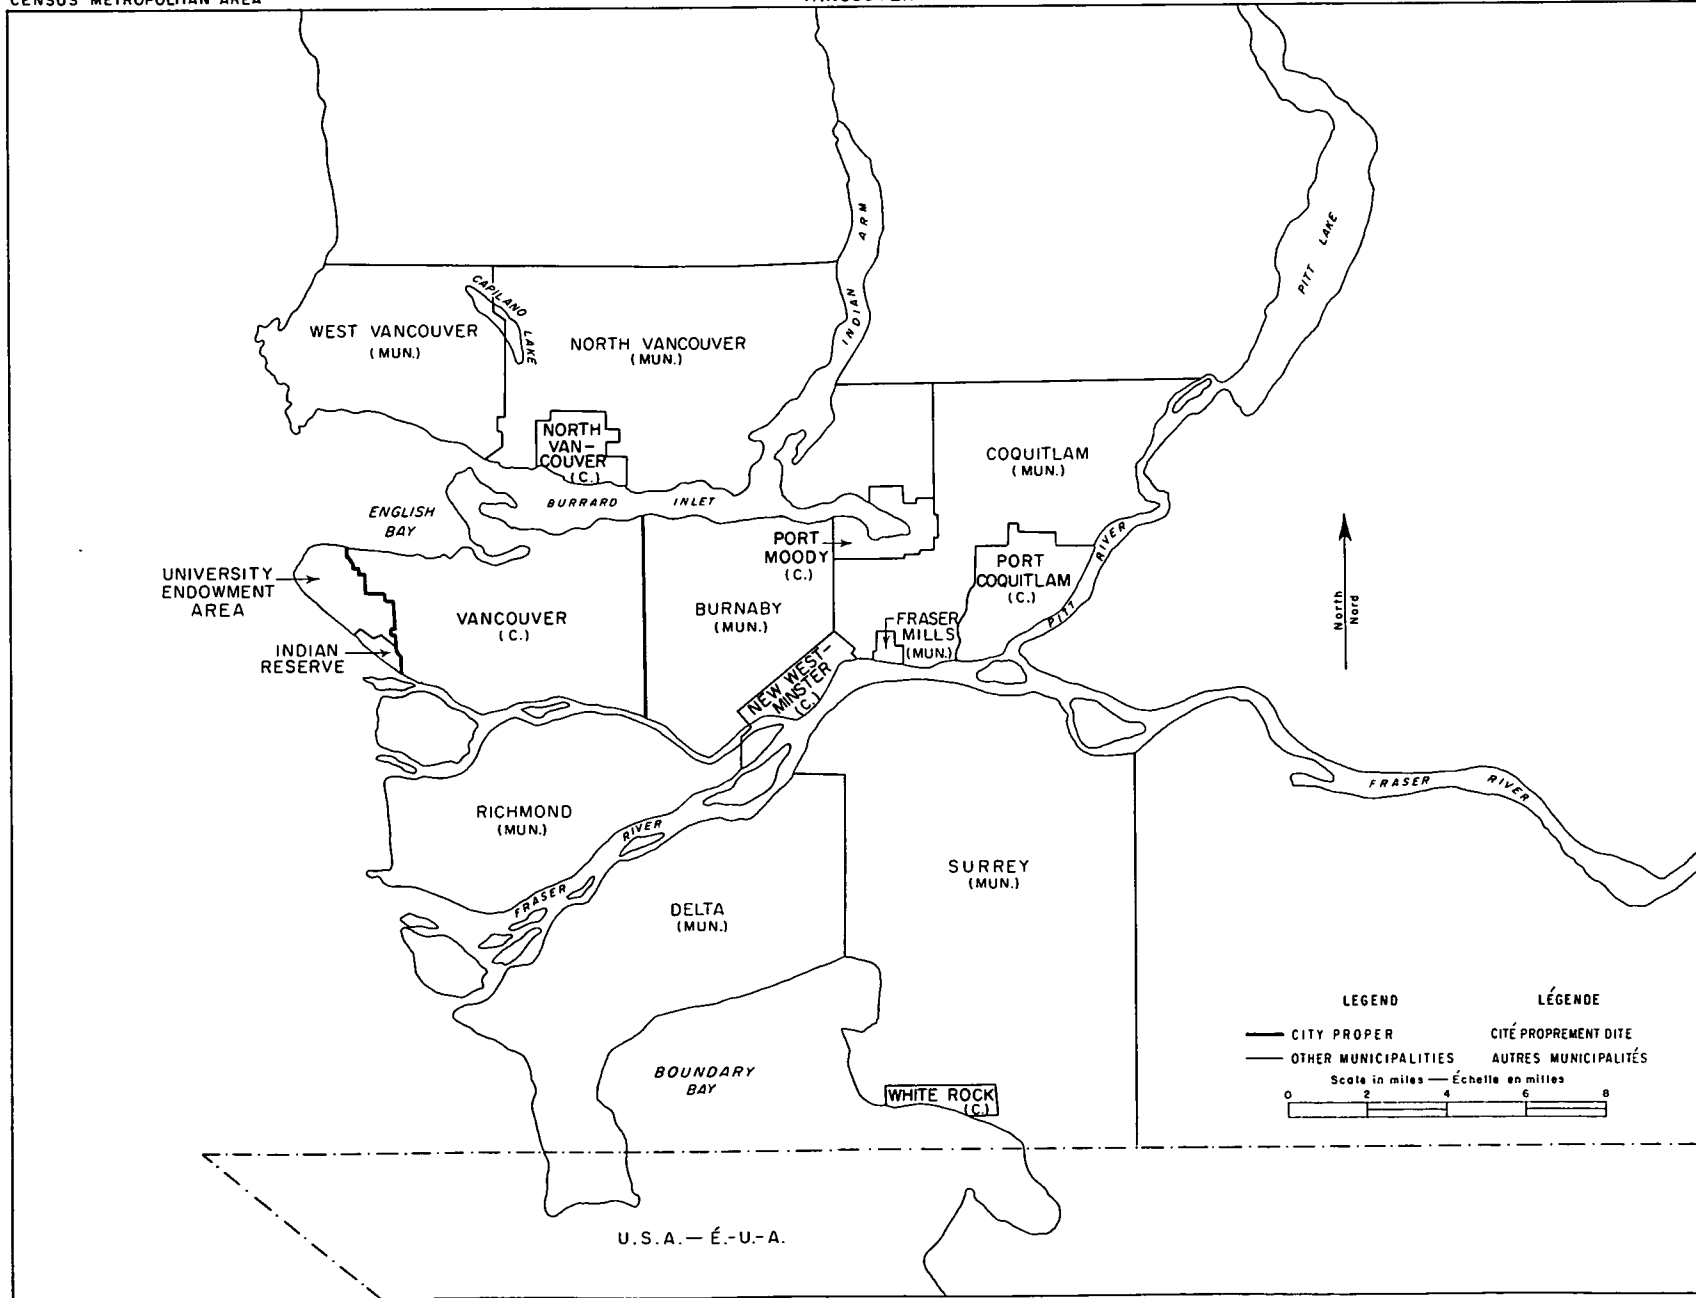 CENSUS METROPOLITAN AREA
VANCOUVER
ARM
INDIAN
PITT LAKE
CAPILANO
LAKE
WEST VANCOUVER
(MUN.)
NORTH VANCOUVER
(MUN.)
NORTH
VAN-
COUVER
(C.)
COQUITLAM
(MUN.)
ENGLISH
BAY
BURRARD INLET
PORT
MOODY
(C.)
PORT
COQUITLAM
(C.)
PITT RIVER
North
Nord
UNIVERSITY
ENDOWMENT
AREA
VANCOUVER
(C.)
BURNABY
(MUN.)
FRASER
MILLS
(MUN.)
INDIAN
RESERVE
NEW WEST-
MINSTER
(C.)
FRASER RIVER
RICHMOND
(MUN.)
FRASER RIVER
SURREY
(MUN.)
DELTA
(MUN.)
BOUNDARY
BAY
WHITE ROCK
(C.)
LEGEND LÉGENDE
CITY PROPER CITÉ PROPREMENT DITE
OTHER MUNICIPALITIES AUTRES MUNICIPALITÉS
Scale in miles — Échelle en milles
0 2 4 6 8
U.S.A. — É.-U.-A.